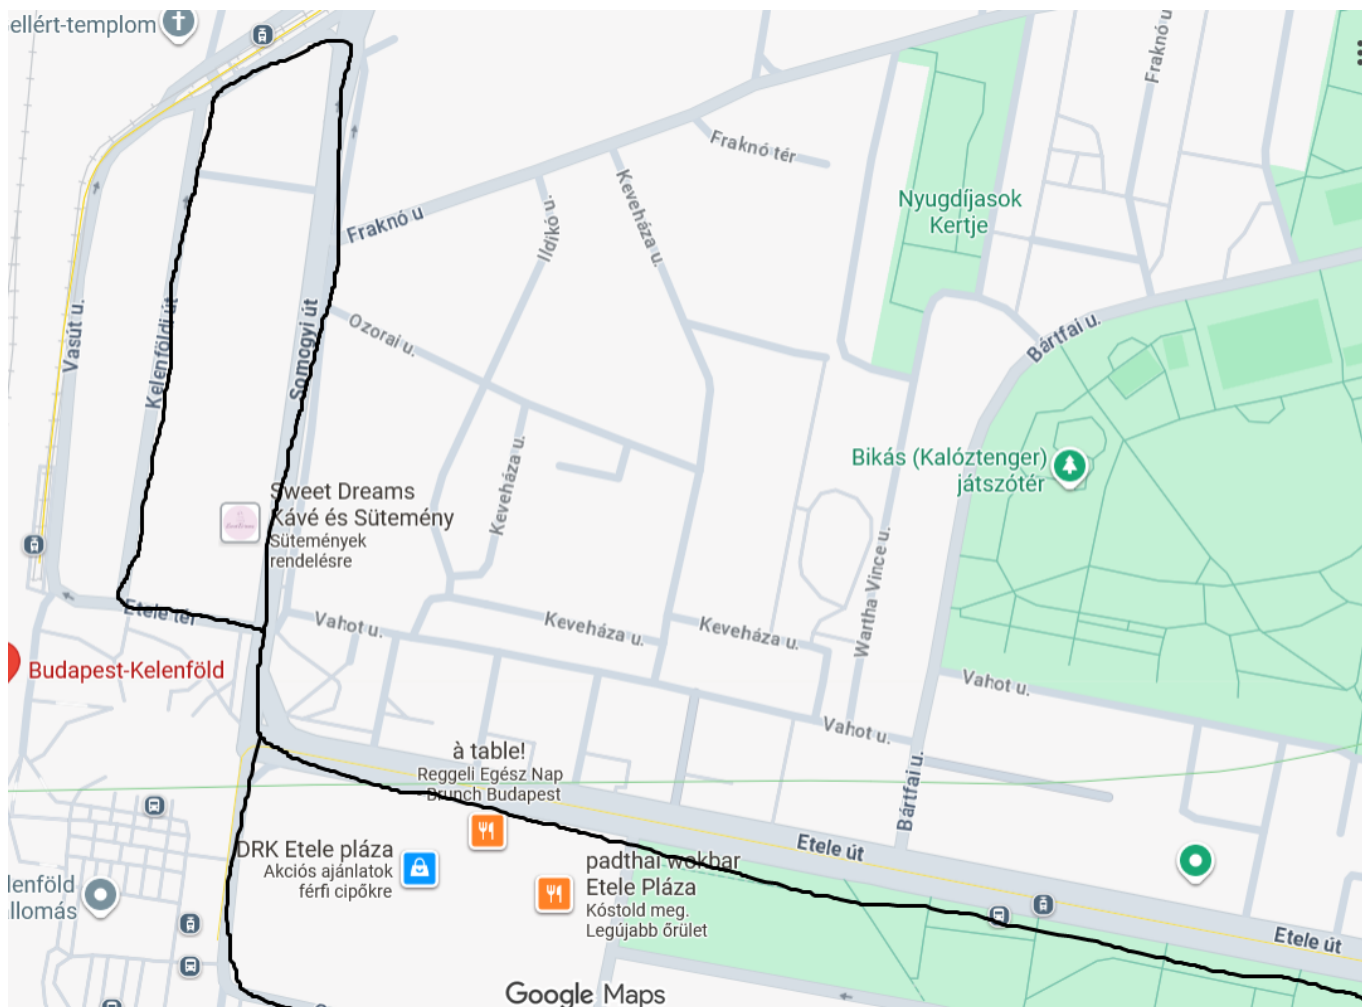 ellért-templom
Fraknó u
Fraknó tér
Nyugdíjasok
Kertje
Keveháza u.
Ildikó u.
Fraknó u
Vasút u.
Kelenföldi út
Somogyi út
Ozorai u.
Bártfai u.
Bikás (Kalóztenger)
játszótér
Keveháza u.
Sweet Dreams
Kávé és Sütemény
Sütemények
rendelésre
Wartha Vince u.
Etele tér
Vahot u.
Keveháza u.
Keveháza u.
Budapest-Kelenföld
Vahot u.
Vahot u.
à table!
Reggeli Egész Nap
- Brunch Budapest
Bártfai u.
Etele út
DRK Etele pláza
Akciós ajánlatok
férfi cipőkre
padthai wokbar
Etele Pláza
Kóstold meg.
Legújabb őrület
lenföld
llomás
Etele út
Google Maps